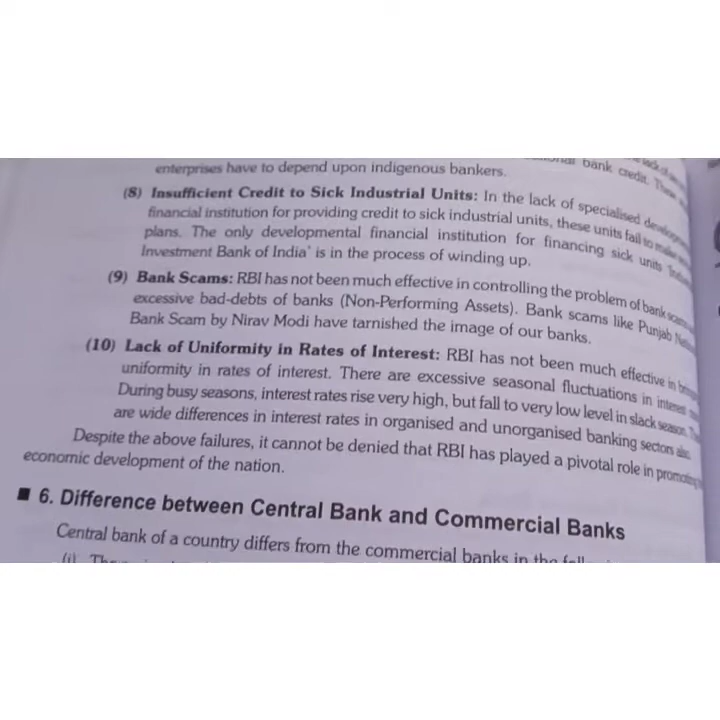 enterprises have to depend upon indigenous bankers. bank credit.
(8) Insufficient Credit to Sick Industrial Units: In the lack of specialised
financial institution for providing credit to sick industrial units, these units fail to make
plans. The only developmental financial institution for financing sick units
Investment Bank of India' is in the process of winding up.
(9) Bank Scams: RBI has not been much effective in controlling the problem of bank scams
excessive bad-debts of banks (Non-Performing Assets). Bank scams like Punjab
Bank Scam by Nirav Modi have tarnished the image of our banks.
(10) Lack of Uniformity in Rates of Interest: RBI has not been much effective in
uniformity in rates of interest. There are excessive seasonal fluctuations in interest
During busy seasons, interest rates rise very high, but fall to very low level in slack season.
are wide differences in interest rates in organised and unorganised banking sectors also.
Despite the above failures, it cannot be denied that RBI has played a pivotal role in promoting
economic development of the nation.
■ 6. Difference between Central Bank and Commercial Banks
Central bank of a country differs from the commercial banks in the
(i)